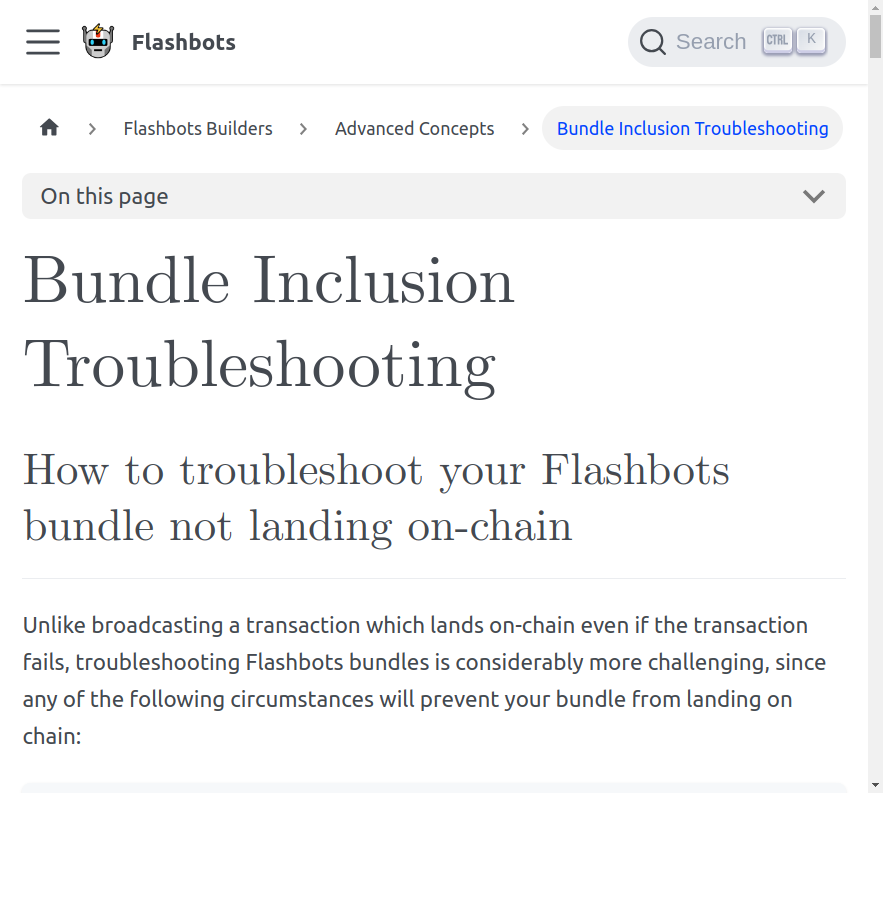 Flashbots
Search CTRL K
Flashbots Builders Advanced Concepts Bundle Inclusion Troubleshooting
On this page
Bundle Inclusion
Troubleshooting
How to troubleshoot your Flashbots
bundle not landing on-chain
Unlike broadcasting a transaction which lands on-chain even if the transaction
fails, troubleshooting Flashbots bundles is considerably more challenging, since
any of the following circumstances will prevent your bundle from landing on
chain: